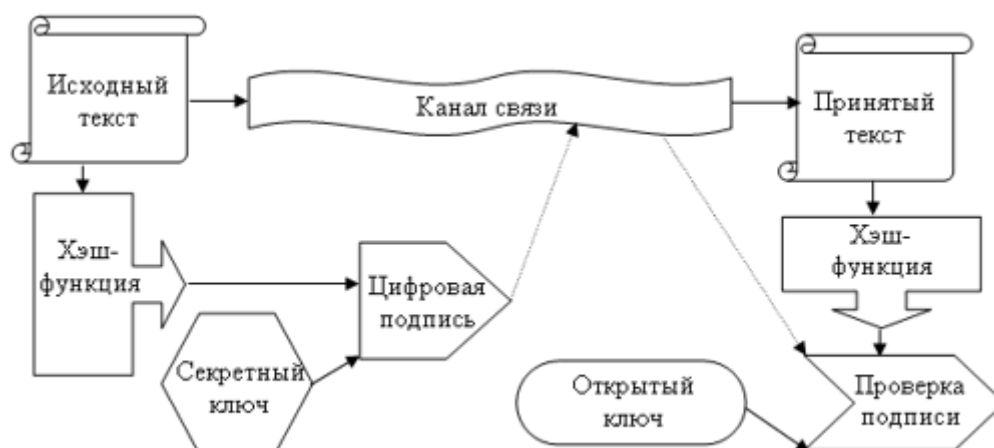 Исходный
текст
Канал связи
Принятый
текст
Хэш-
функция
Цифровая
подпись
Секретный
ключ
Хэш-
функция
Открытый
ключ
Проверка
подписи